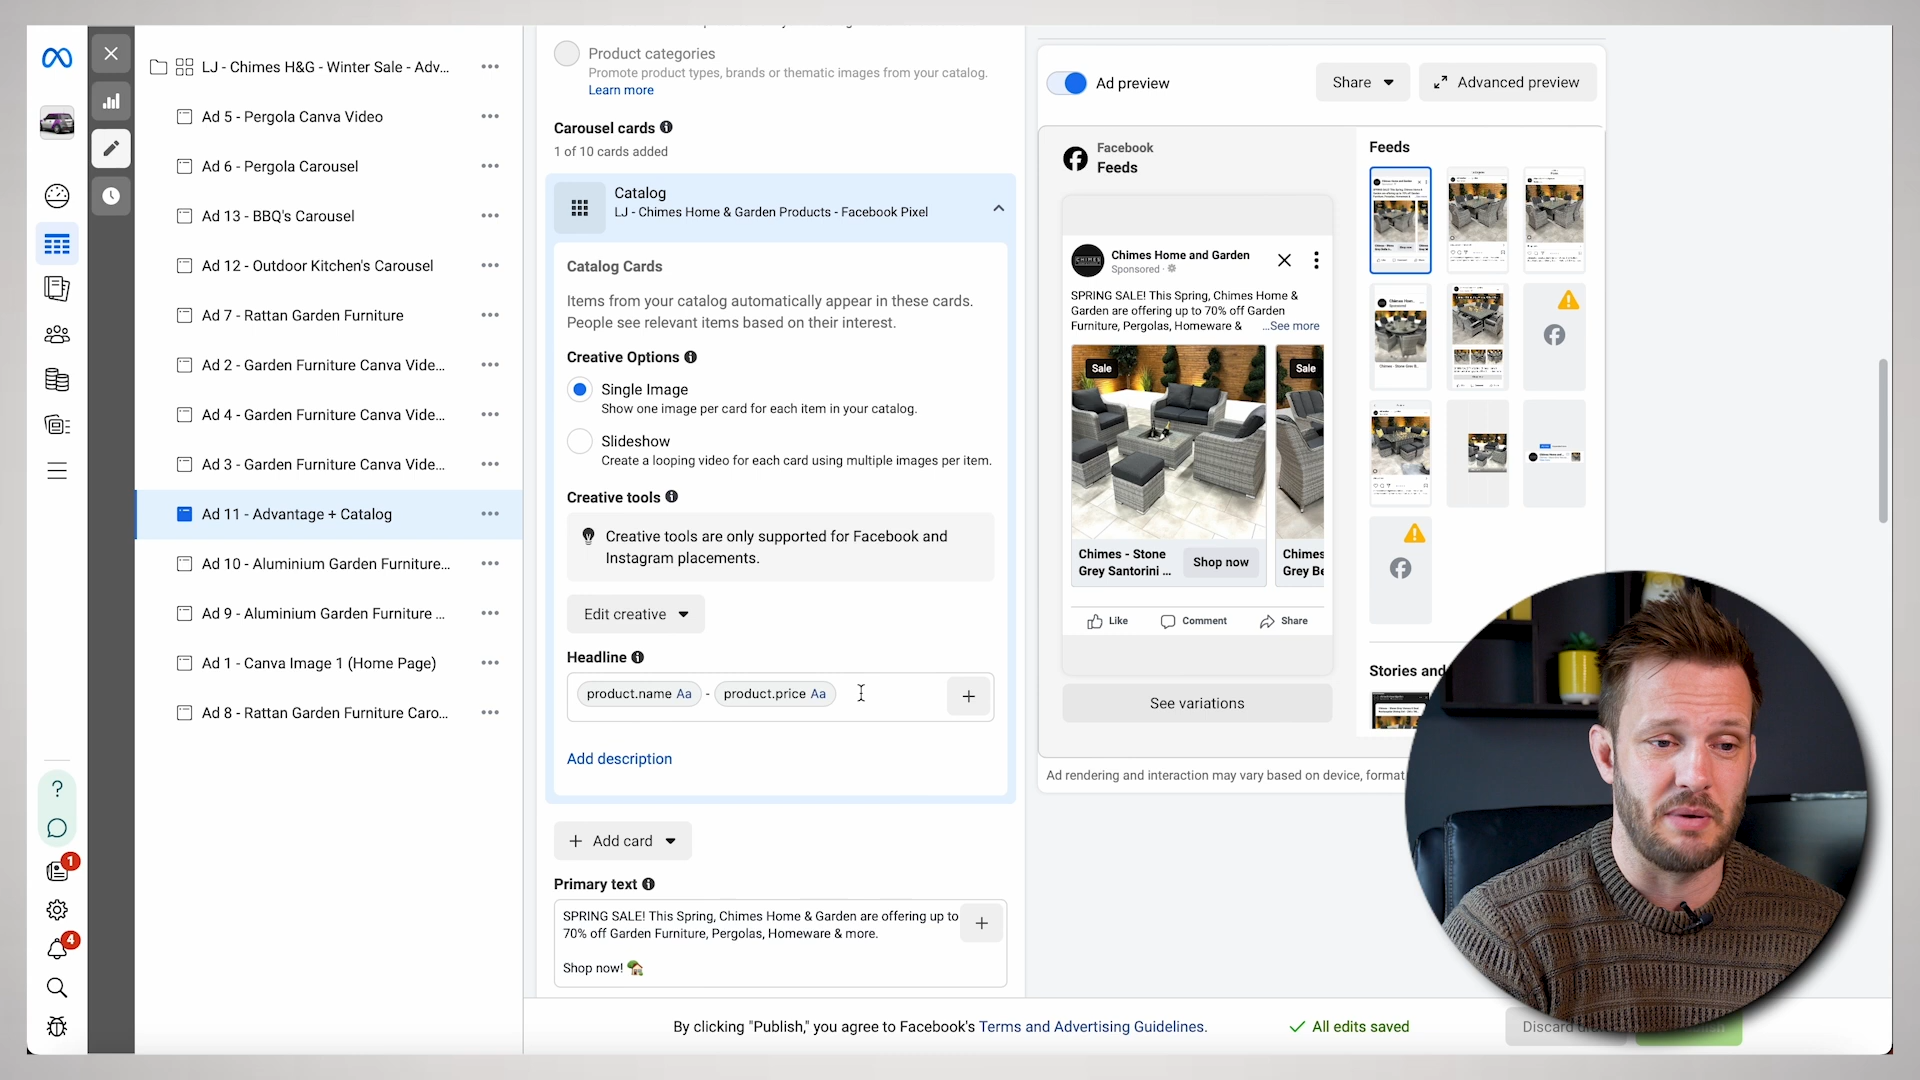 LJ - Chimes H&G - Winter Sale - Adv...
Ad 5 - Pergola Canva Video
Ad 6 - Pergola Carousel
Ad 13 - BBQ's Carousel
Ad 12 - Outdoor Kitchen's Carousel
Ad 7 - Rattan Garden Furniture
Ad 2 - Garden Furniture Canva Vide...
Ad 4 - Garden Furniture Canva Vide...
Ad 3 - Garden Furniture Canva Vide...
Ad 11 - Advantage + Catalog
Ad 10 - Aluminium Garden Furniture...
Ad 9 - Aluminium Garden Furniture ...
Ad 1 - Canva Image 1 (Home Page)
Ad 8 - Rattan Garden Furniture Caro...
1
4
Product categories
Promote product types, brands or thematic images from your catalog.
Learn more
Carousel cards
1 of 10 cards added
Catalog
LJ - Chimes Home & Garden Products - Facebook Pixel
Catalog Cards
Items from your catalog automatically appear in these cards.
People see relevant items based on their interest.
Creative Options
Single Image
Show one image per card for each item in your catalog.
Slideshow
Create a looping video for each card using multiple images per item.
Creative tools
Creative tools are only supported for Facebook and
Instagram placements.
Edit creative
Headline
product.name Aa - product.price Aa
Add description
Add card
Primary text
SPRING SALE! This Spring, Chimes Home & Garden are offering up to
70% off Garden Furniture, Pergolas, Homeware & more.
Shop now! 🏡
By clicking "Publish," you agree to Facebook's Terms and Advertising Guidelines.
All edits saved
Ad preview
Share
Advanced preview
Facebook
Feeds
Chimes Home and Garden
Sponsored ·
SPRING SALE! This Spring, Chimes Home &
Garden are offering up to 70% off Garden
Furniture, Pergolas, Homeware & ...See more
Sale
Sale
Chimes - Stone
Grey Santorini ...
Shop now
Chimes
Grey Be
Like
Comment
Share
See variations
Ad rendering and interaction may vary based on device, format
Feeds
Stories and
Discard